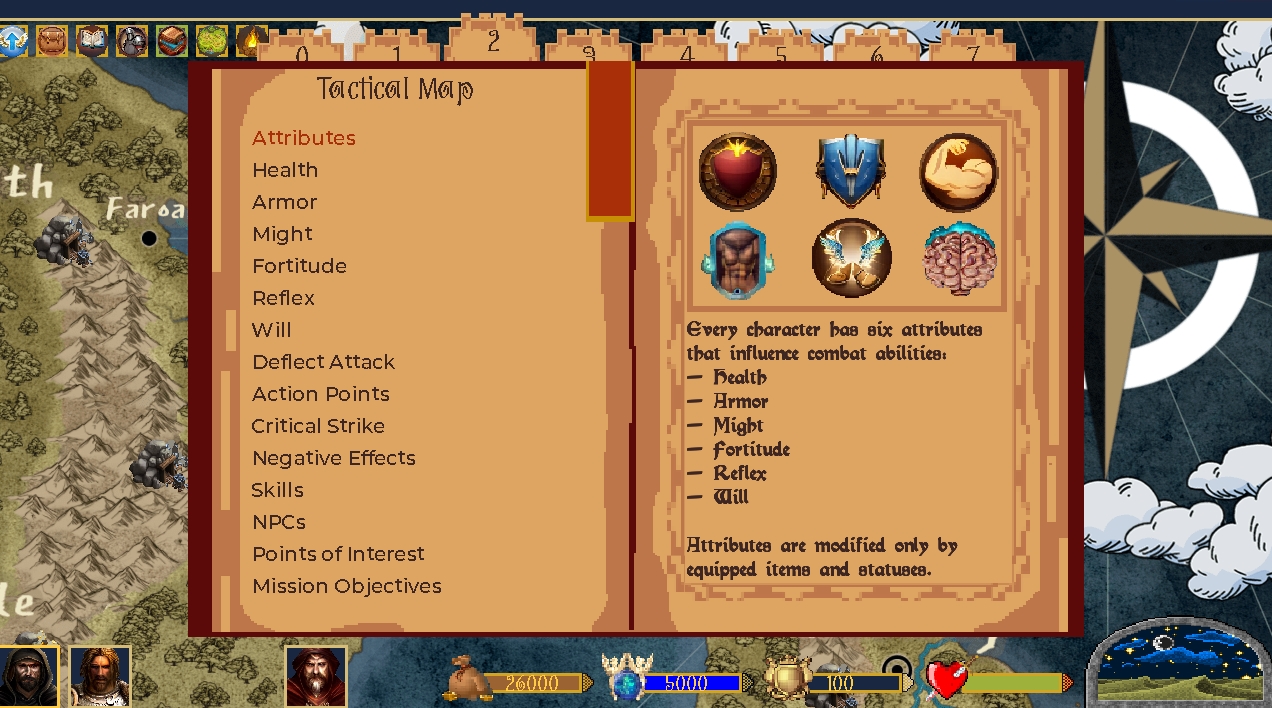 0 1 2 3 4 5 6 7
Tactical Map
Attributes
Health
Armor
Might
Fortitude
Reflex
Will
Deflect Attack
Action Points
Critical Strike
Negative Effects
Skills
NPCs
Points of Interest
Mission Objectives
Every character has six attributes
that influence combat abilities:
— Health
— Armor
— Might
— Fortitude
— Reflex
— Will
Attributes are modified only by
equipped items and statuses.
th
Faroa
le
26000
5000
100